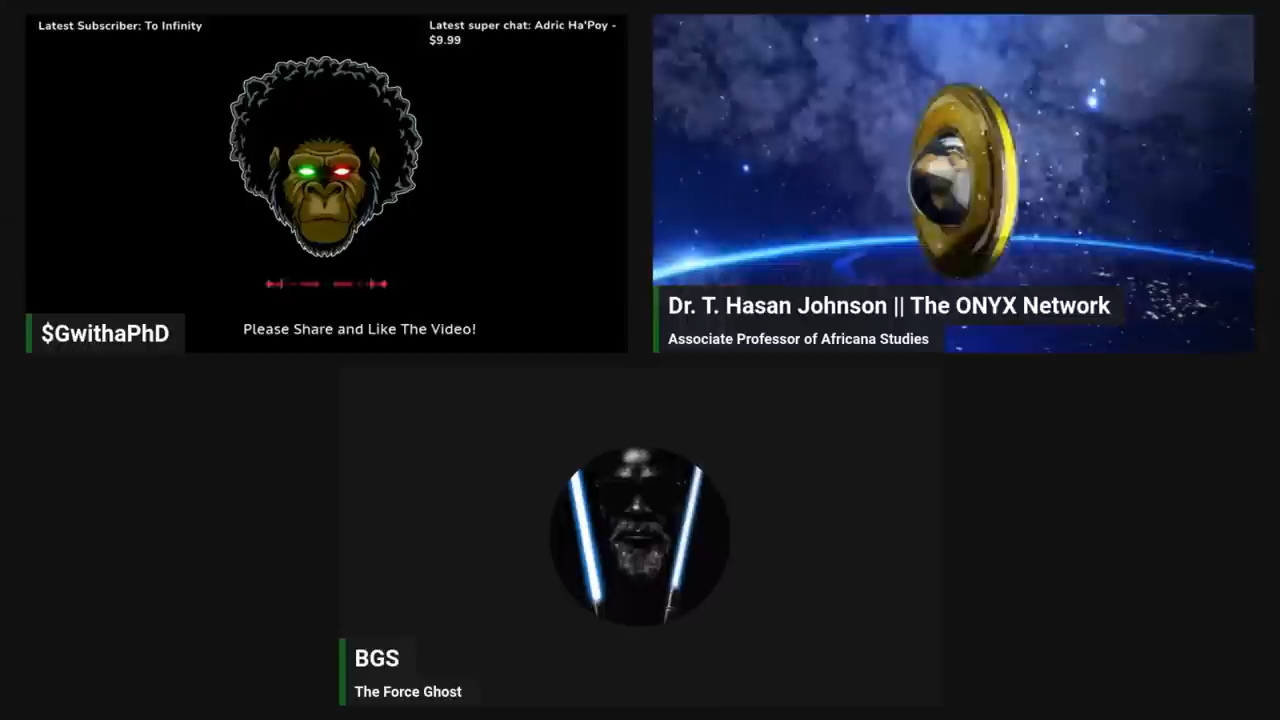 Latest Subscriber: To Infinity
Latest super chat: Adric Ha'Poy -
$9.99
$GwithaPhD
Please Share and Like The Video!
Dr. T. Hasan Johnson || The ONYX Network
Associate Professor of Africana Studies
BGS
The Force Ghost